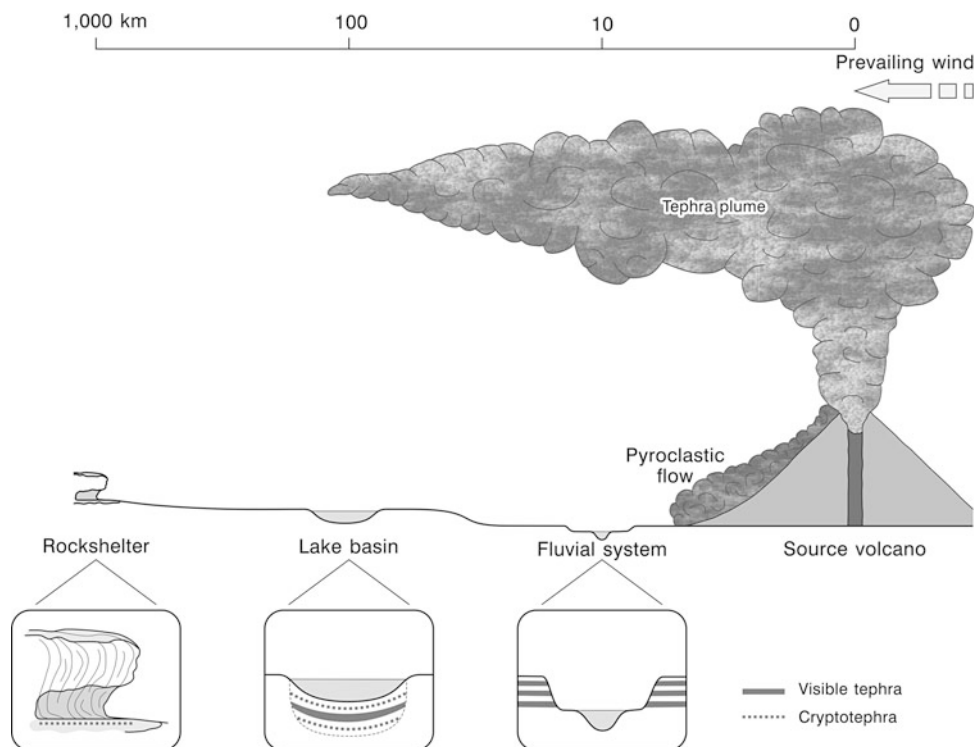 1,000 km 100 10 0
Prevailing wind
Tephra plume
Pyroclastic
flow
Rockshelter Lake basin Fluvial system Source volcano
Visible tephra
Cryptotephra